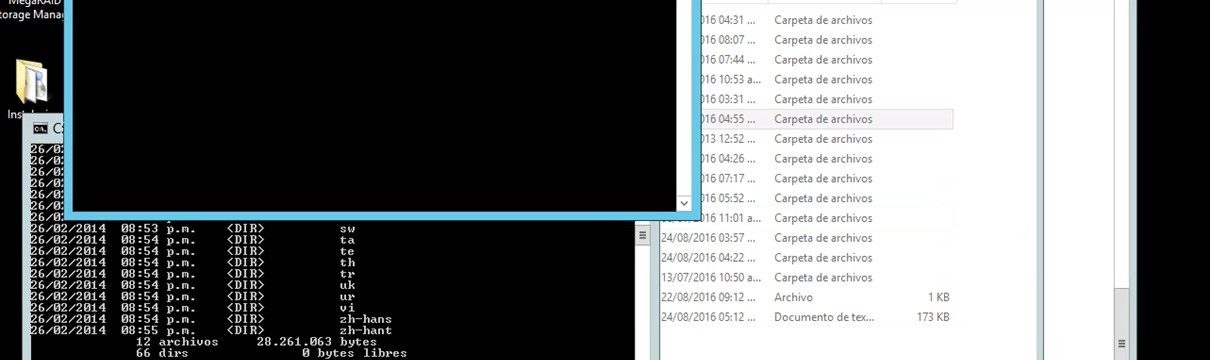 MegaRAID
torage Manag
Inst
C:
26/02
26/02
26/02
26/02
26/02
26/02
26/02
26/02/2014 08:53 p.m. <DIR> sw
26/02/2014 08:54 p.m. <DIR> ta
26/02/2014 08:54 p.m. <DIR> te
26/02/2014 08:54 p.m. <DIR> th
26/02/2014 08:54 p.m. <DIR> tr
26/02/2014 08:54 p.m. <DIR> uk
26/02/2014 08:54 p.m. <DIR> ur
26/02/2014 08:54 p.m. <DIR> vi
26/02/2014 08:54 p.m. <DIR> zh-hans
26/02/2014 08:55 p.m. <DIR> zh-hant
12 archivos 28.261.063 bytes
66 dirs 0 bytes libres
016 04:31 ... Carpeta de archivos
016 08:07 ... Carpeta de archivos
016 07:44 ... Carpeta de archivos
016 10:53 a... Carpeta de archivos
016 03:31 ... Carpeta de archivos
016 04:55 ... Carpeta de archivos
013 12:52 ... Carpeta de archivos
016 04:26 ... Carpeta de archivos
016 07:17 ... Carpeta de archivos
016 05:52 ... Carpeta de archivos
016 11:01 a... Carpeta de archivos
24/08/2016 03:57 ... Carpeta de archivos
24/08/2016 04:22 ... Carpeta de archivos
13/07/2016 10:50 a... Carpeta de archivos
22/08/2016 09:12 ... Archivo 1 KB
24/08/2016 05:12 ... Documento de tex... 173 KB